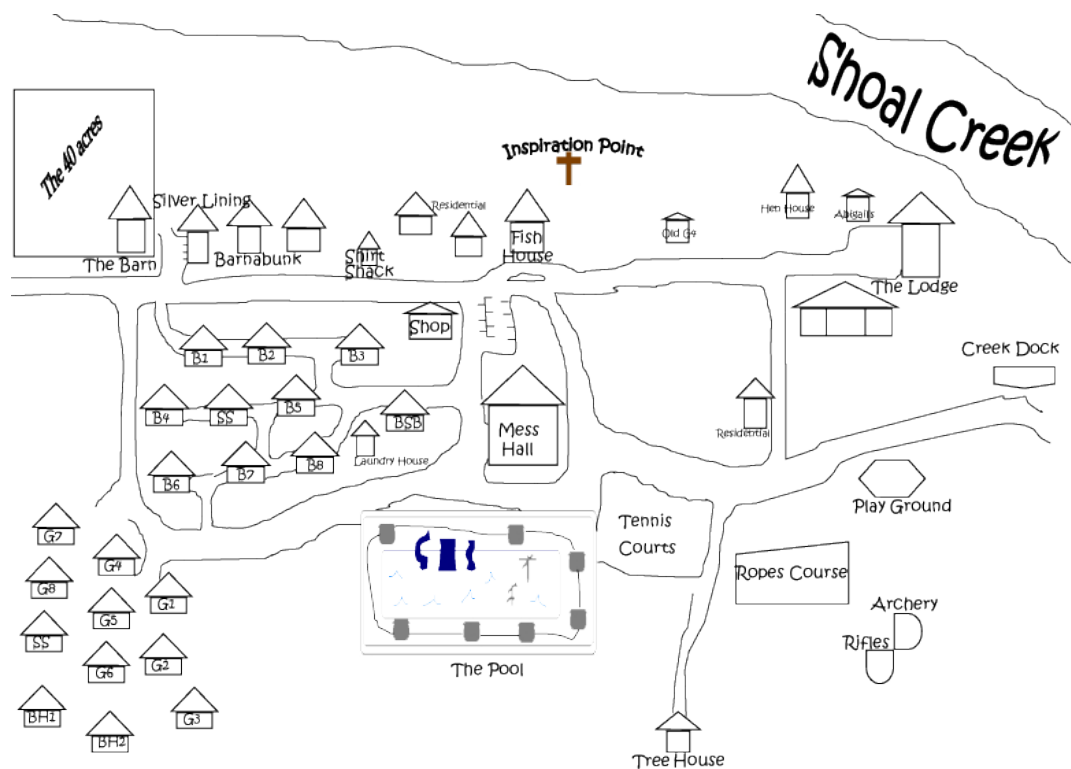 Shoal Creek
The 40 acres
Inspiration Point
Silver Lining
Residential
Hen House
Abigail's
Old G4
Fish
House
The Barn
Barnabunk
Shirt
Shack
The Lodge
Shop
B1
B2
B3
Creek Dock
B4
SS
B5
BSB
Mess
Hall
Residential
B6
B7
B8
Laundry House
Play Ground
G7
G4
Tennis
Courts
G8
G1
Ropes Course
G5
SS
Archery
Rifles
G6
G2
The Pool
BH1
G3
BH2
Tree House